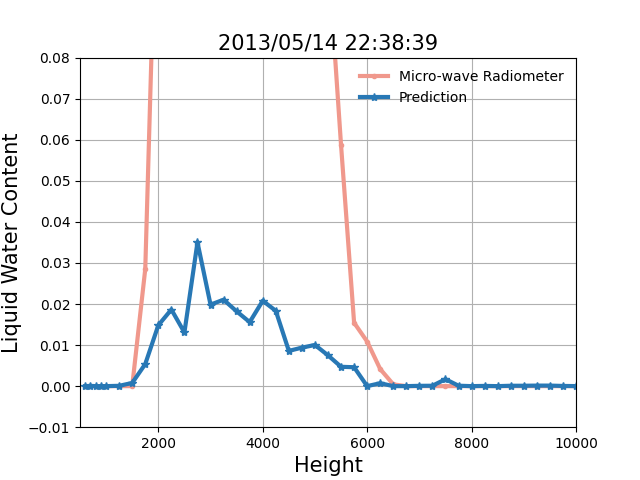 2013/05/14 22:38:39
0.08
0.07
0.06
0.05
0.04
0.03
0.02
0.01
0.00
−0.01
Liquid Water Content
Micro-wave Radiometer
Prediction
2000 4000 6000 8000 10000
Height